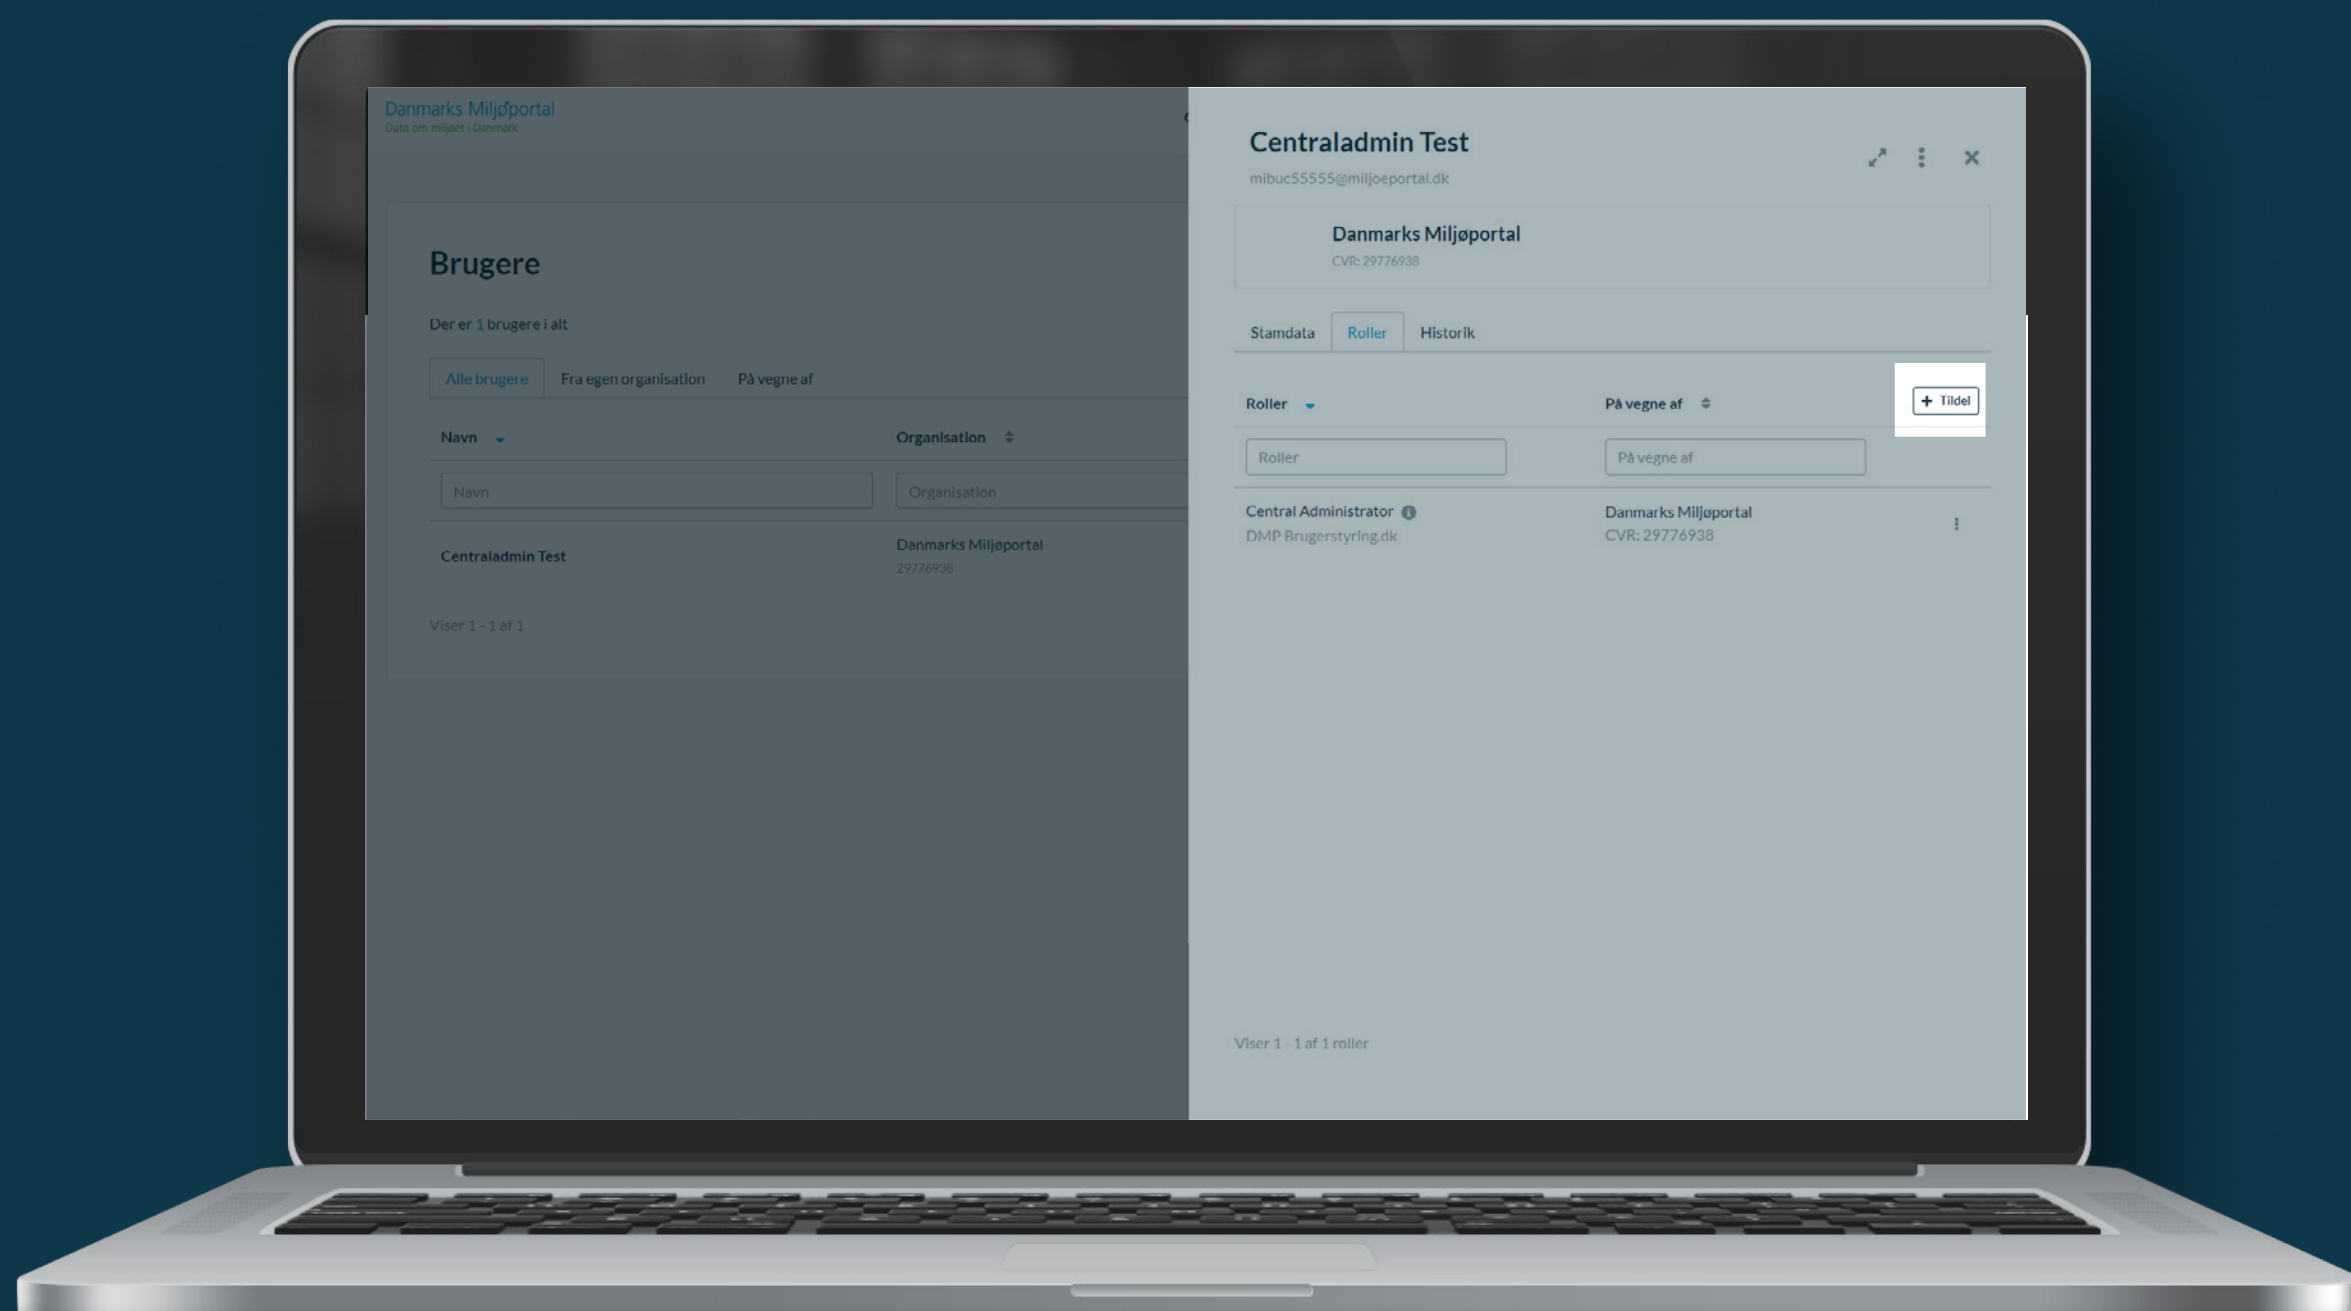 Danmarks Miljøportal
Data om miljøet i Danmark
Brugere
Der er 1 brugere i alt
Alle brugere
Fra egen organisation
På vegne af
Navn
Organisation
Navn
Organisation
Centraladmin Test
Danmarks Miljøportal
29776938
Viser 1 - 1 af 1
Centraladmin Test
mibuc55555@miljoeportal.dk
Danmarks Miljøportal
CVR: 29776938
Stamdata
Roller
Historik
Roller
På vegne af
+ Tildel
Roller
På vegne af
Central Administrator
DMP Brugerstyring.dk
Danmarks Miljøportal
CVR: 29776938
Viser 1 - 1 af 1 roller